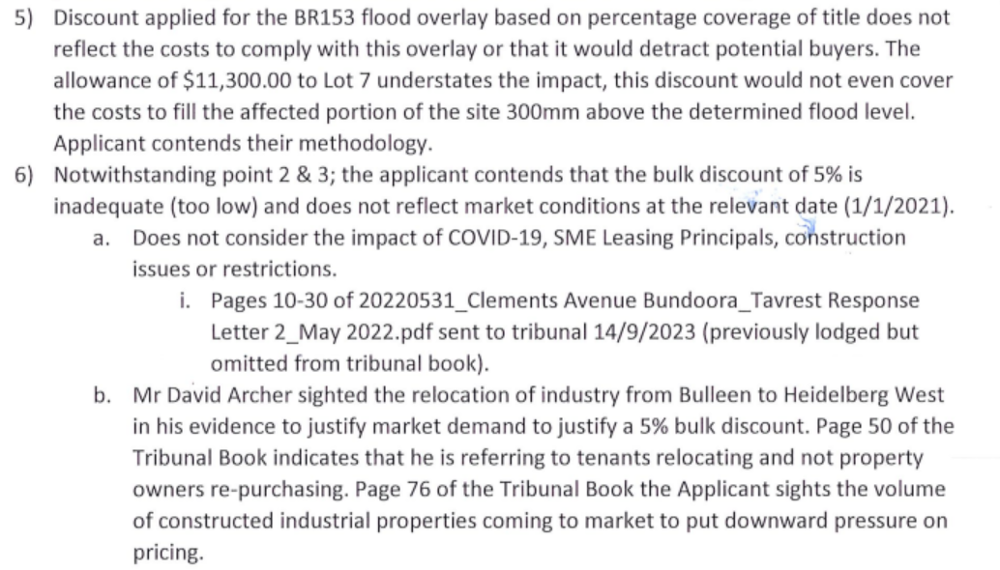 5) Discount applied for the BR153 flood overlay based on percentage coverage of title does not
reflect the costs to comply with this overlay or that it would detract potential buyers. The
allowance of $11,300.00 to Lot 7 understates the impact, this discount would not even cover
the costs to fill the affected portion of the site 300mm above the determined flood level.
Applicant contends their methodology.
6) Notwithstanding point 2 & 3; the applicant contends that the bulk discount of 5% is
inadequate (too low) and does not reflect market conditions at the relevant date (1/1/2021).
a. Does not consider the impact of COVID-19, SME Leasing Principals, construction
issues or restrictions.
i. Pages 10-30 of 20220531_Clements Avenue Bundoora_Tavrest Response
Letter 2_May 2022.pdf sent to tribunal 14/9/2023 (previously lodged but
omitted from tribunal book).
b. Mr David Archer sighted the relocation of industry from Bulleen to Heidelberg West
in his evidence to justify market demand to justify a 5% bulk discount. Page 50 of the
Tribunal Book indicates that he is referring to tenants relocating and not property
owners re-purchasing. Page 76 of the Tribunal Book the Applicant sights the volume
of constructed industrial properties coming to market to put downward pressure on
pricing.